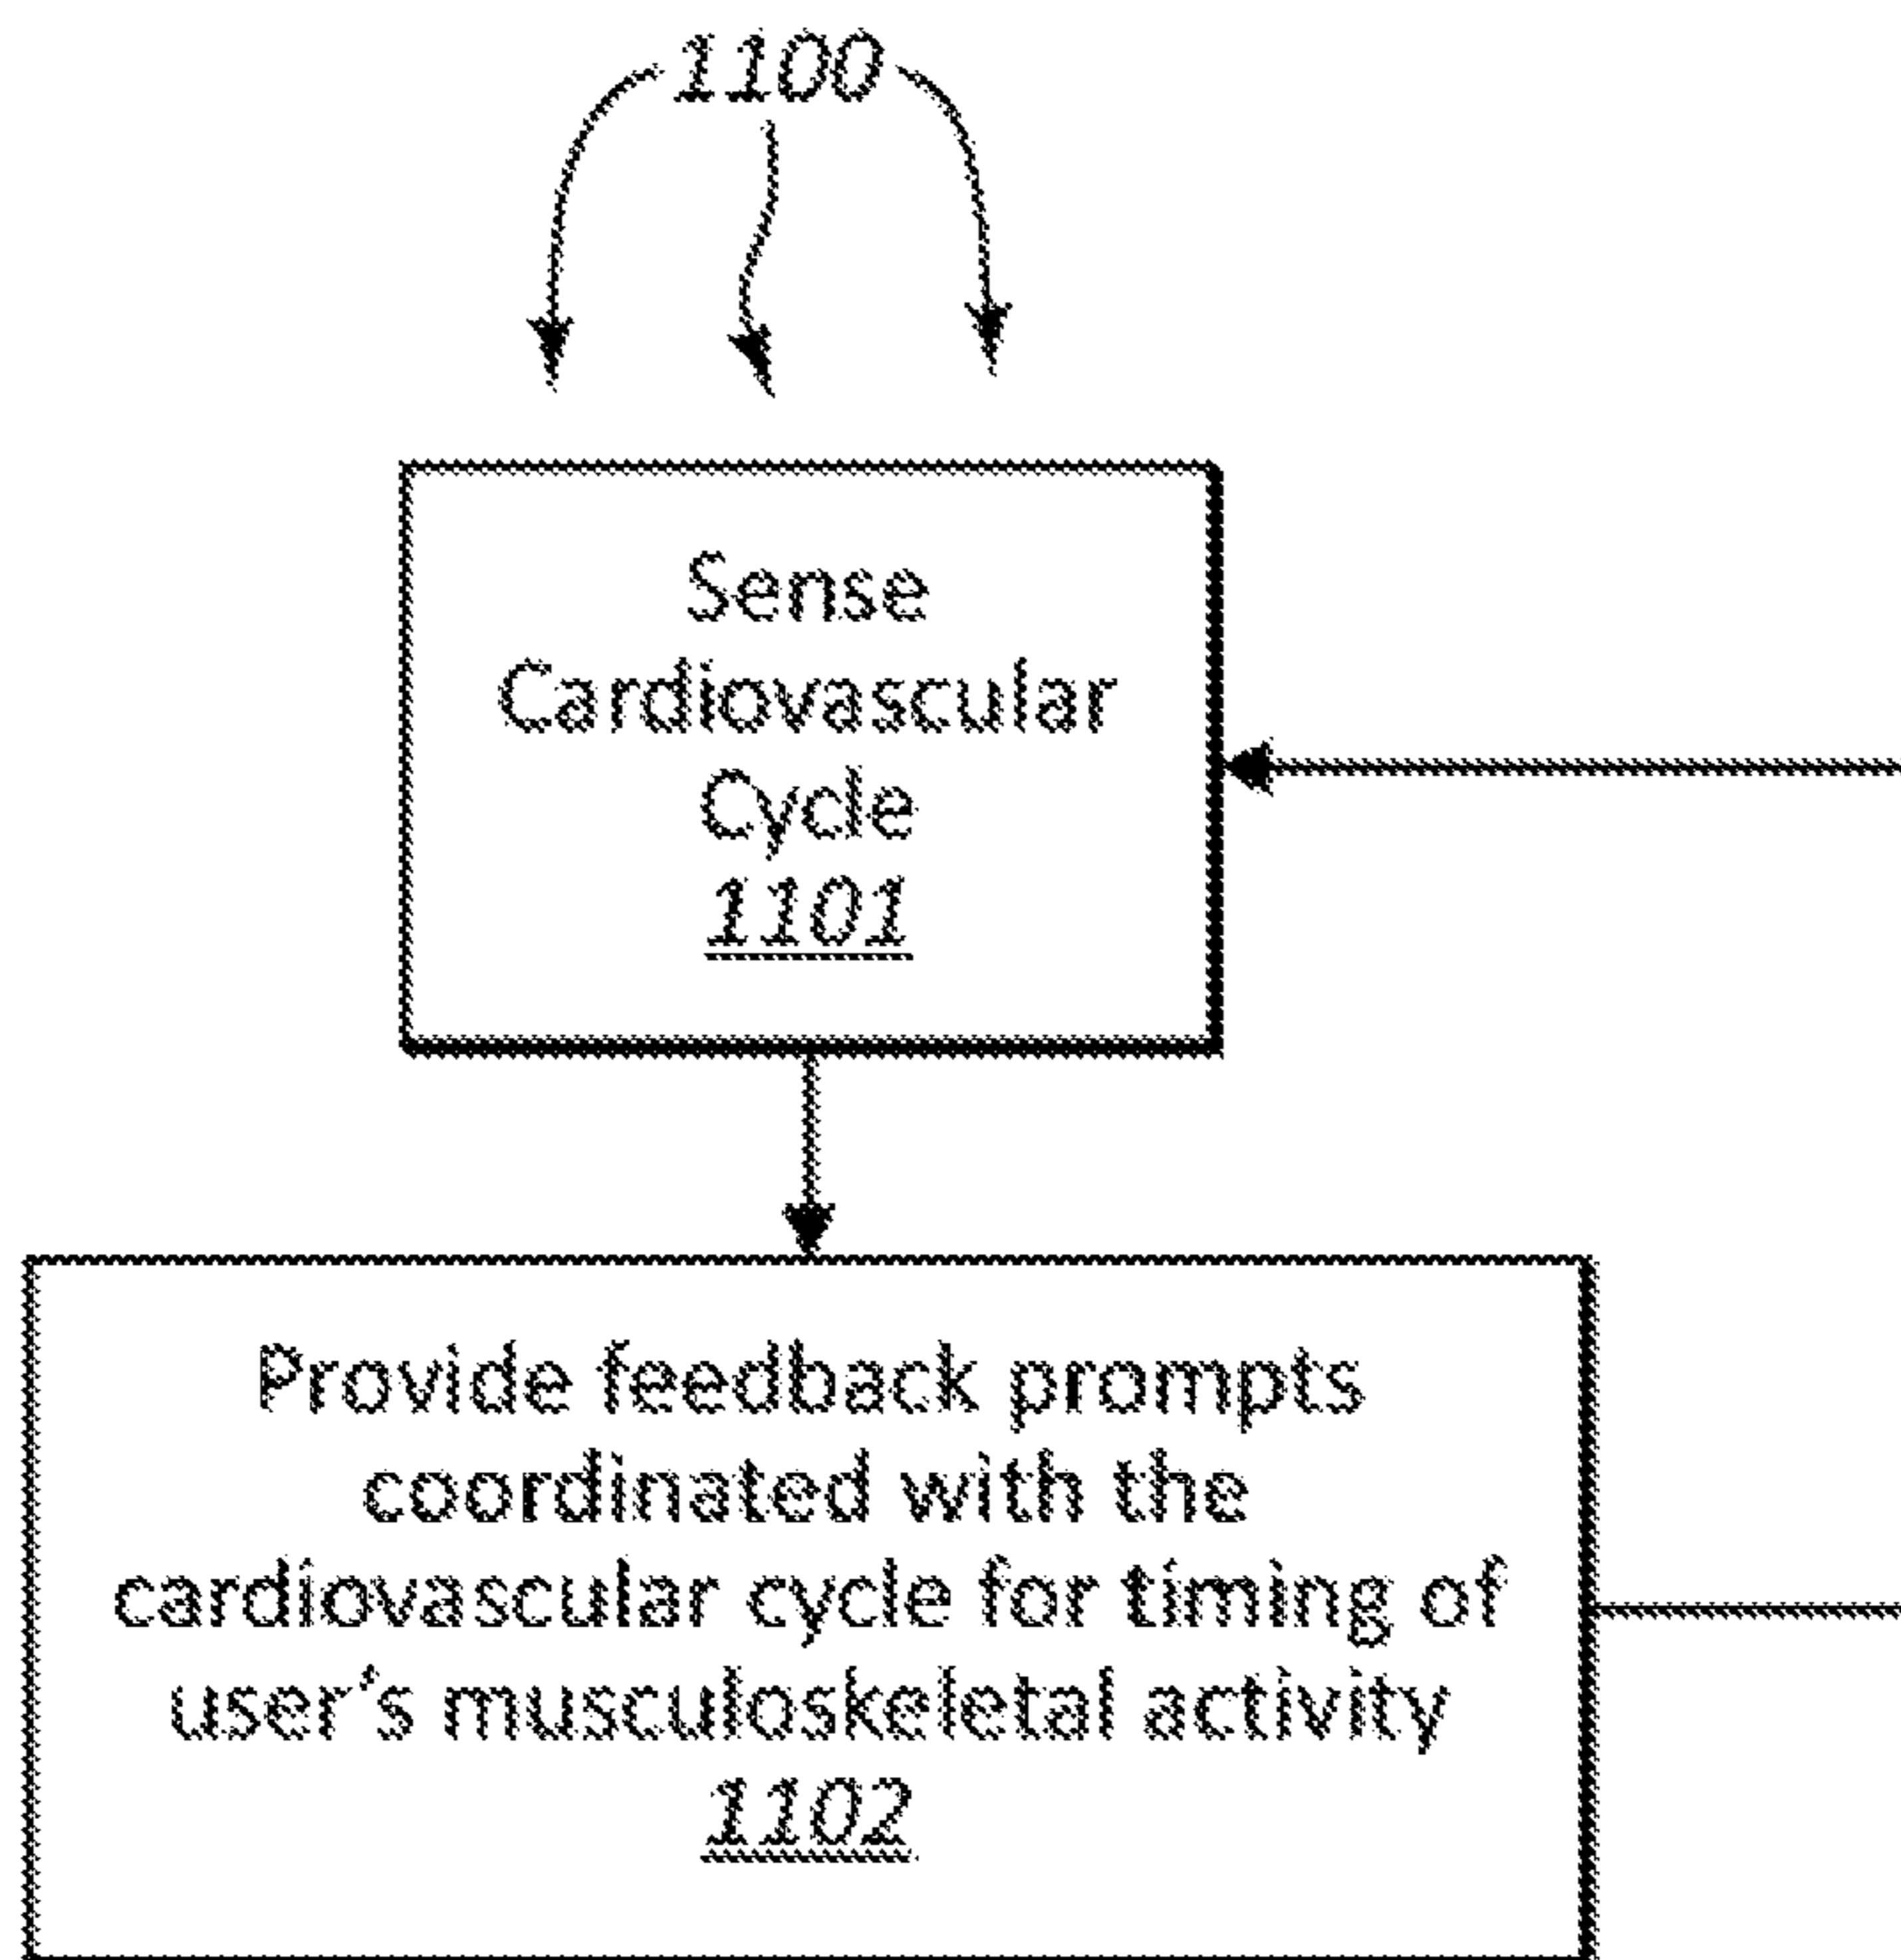 1100
Sense
Cardiovascular
Cycle
1101
Provide feedback prompts
coordinated with the
cardiovascular cycle for timing of
user's musculoskeletal activity
1102